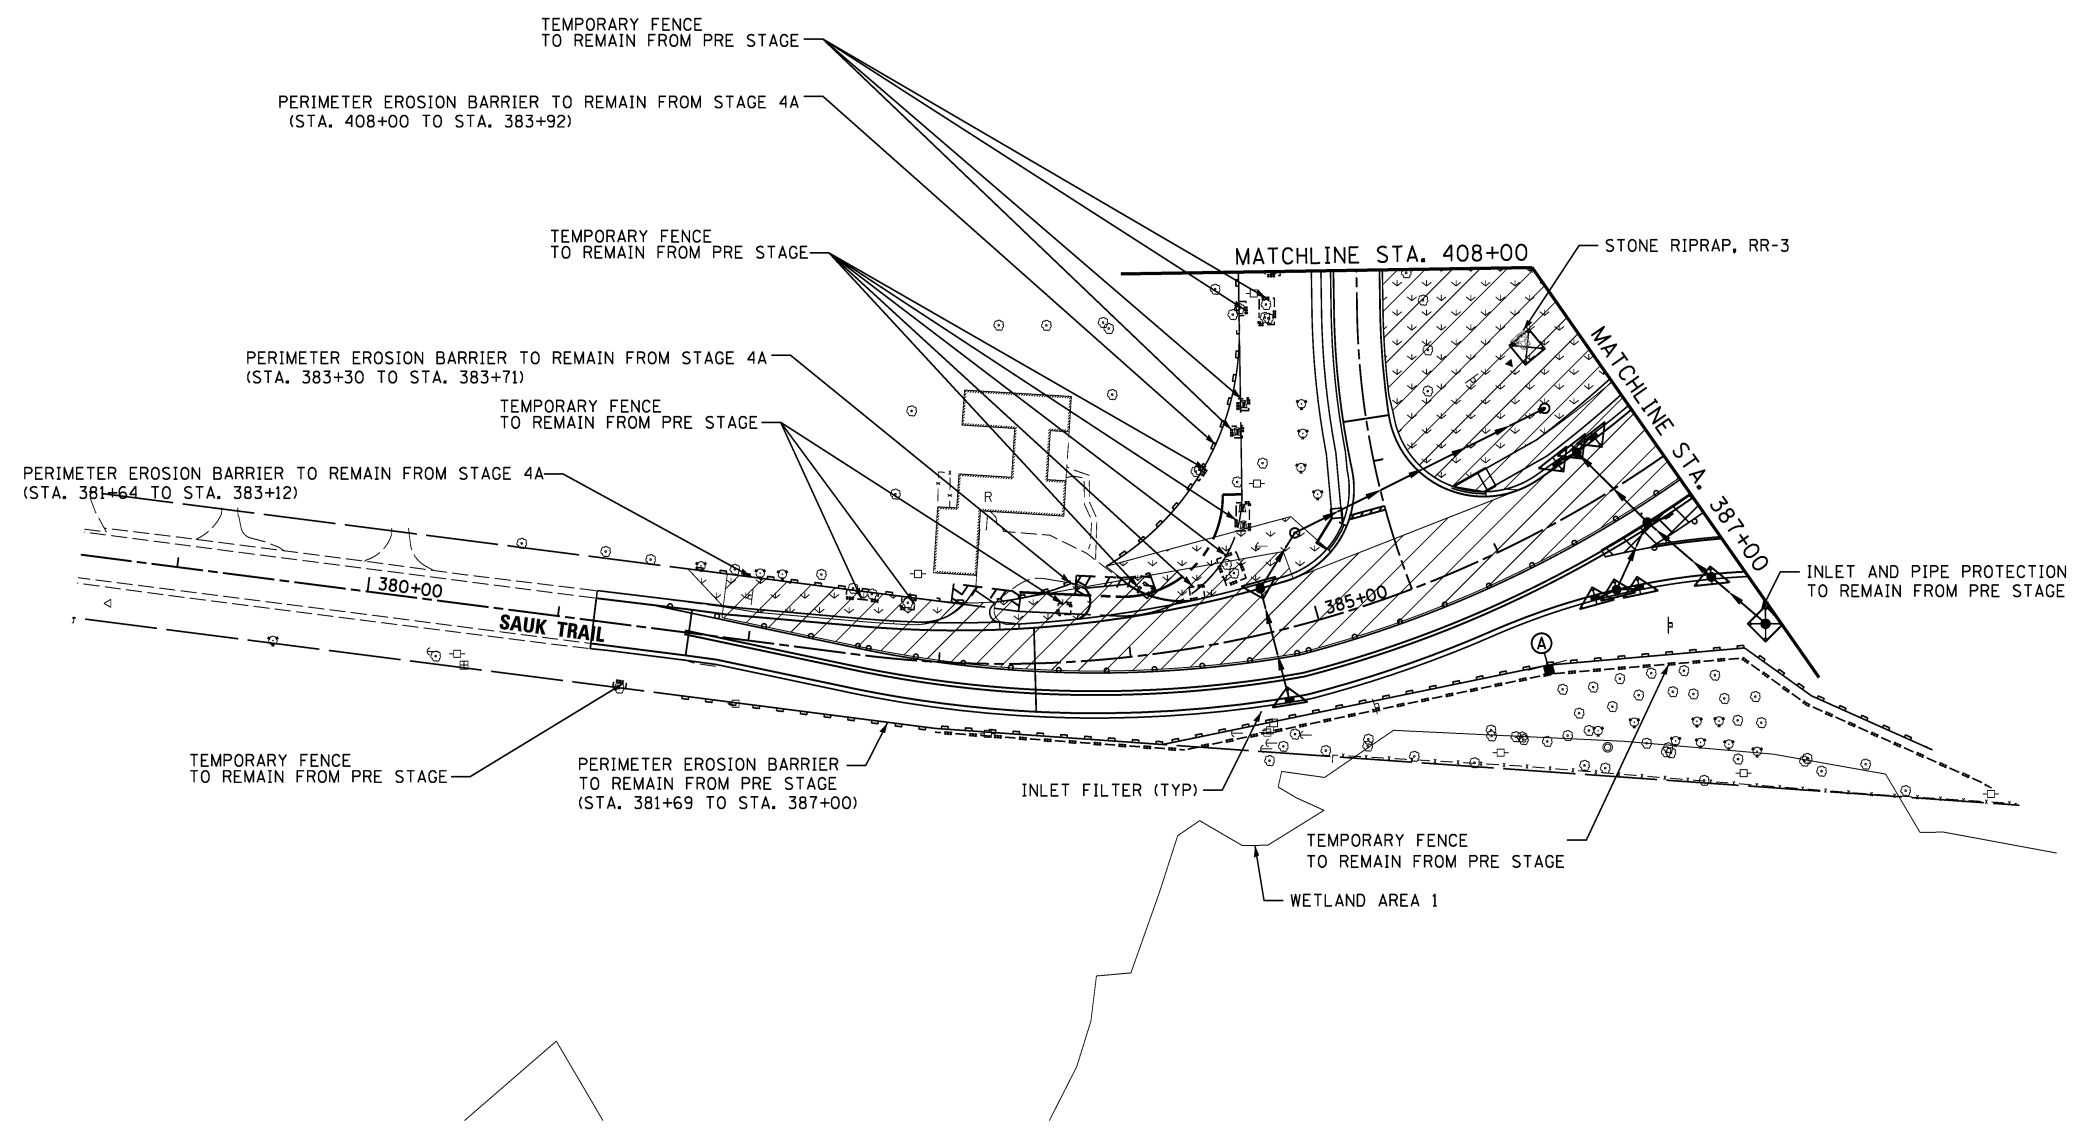 TEMPORARY FENCE
TO REMAIN FROM PRE STAGE
PERIMETER EROSION BARRIER TO REMAIN FROM STAGE 4A
(STA. 408+00 TO STA. 383+92)
TEMPORARY FENCE
TO REMAIN FROM PRE STAGE
MATCHLINE STA. 408+00
STONE RIPRAP, RR-3
PERIMETER EROSION BARRIER TO REMAIN FROM STAGE 4A
(STA. 383+30 TO STA. 383+71)
MATCHLINE STA. 387+00
TEMPORARY FENCE
TO REMAIN FROM PRE STAGE
PERIMETER EROSION BARRIER TO REMAIN FROM STAGE 4A
(STA. 381+64 TO STA. 383+12)
R
INLET AND PIPE PROTECTION
TO REMAIN FROM PRE STAGE
380+00
385+00
SAUK TRAIL
A
TEMPORARY FENCE
TO REMAIN FROM PRE STAGE
PERIMETER EROSION BARRIER
TO REMAIN FROM PRE STAGE
(STA. 381+69 TO STA. 387+00)
INLET FILTER (TYP)
TEMPORARY FENCE
TO REMAIN FROM PRE STAGE
WETLAND AREA 1